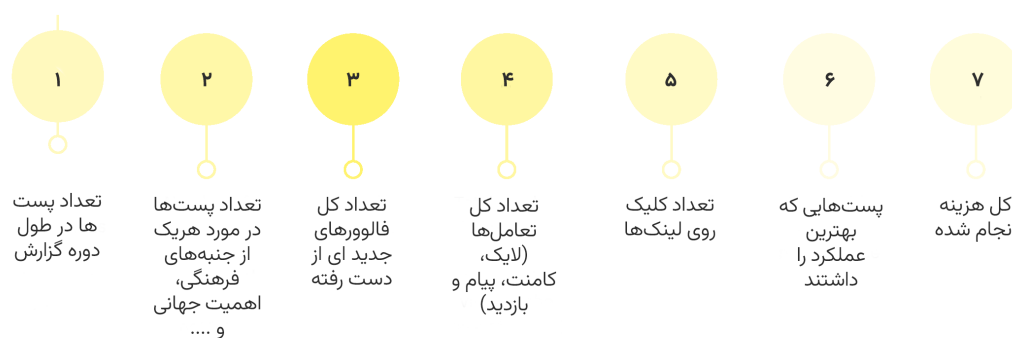 ۱
تعداد پست
ها در طول
دوره گزارش
۲
تعداد پست‌ها
در مورد هریک
از جنبه‌های
فرهنگی،
اهمیت جهانی
و ....
۳
تعداد کل
فالوورهای
جدید ای از
دست رفته
۴
تعداد کل
تعامل‌ها
(لایک،
کامنت، پیام و
بازدید)
۵
تعداد کلیک
روی لینک‌ها
۶
پست‌هایی که
بهترین
عملکرد را
داشتند
۷
کل هزینه
نجام شده